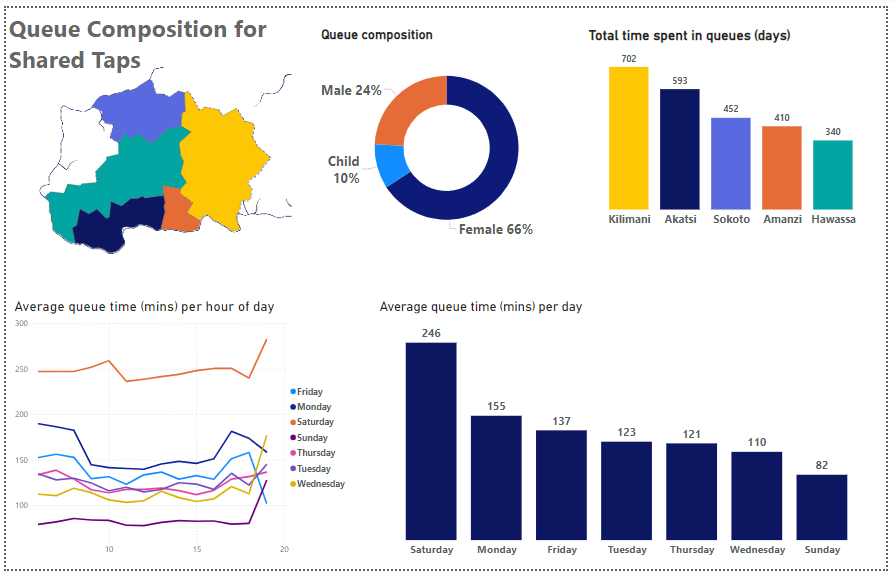 Queue Composition for
Shared Taps
Queue composition
Male 24%
Child
10%
Female 66%
Total time spent in queues (days)
702
593
452
410
340
Kilimani Akatsi Sokoto Amanzi Hawassa
Average queue time (mins) per hour of day
300
250
200
150
100
10 15 20
Friday
Monday
Saturday
Sunday
Thursday
Tuesday
Wednesday
Average queue time (mins) per day
246
155
137
123
121
110
82
Saturday Monday Friday Tuesday Thursday Wednesday Sunday